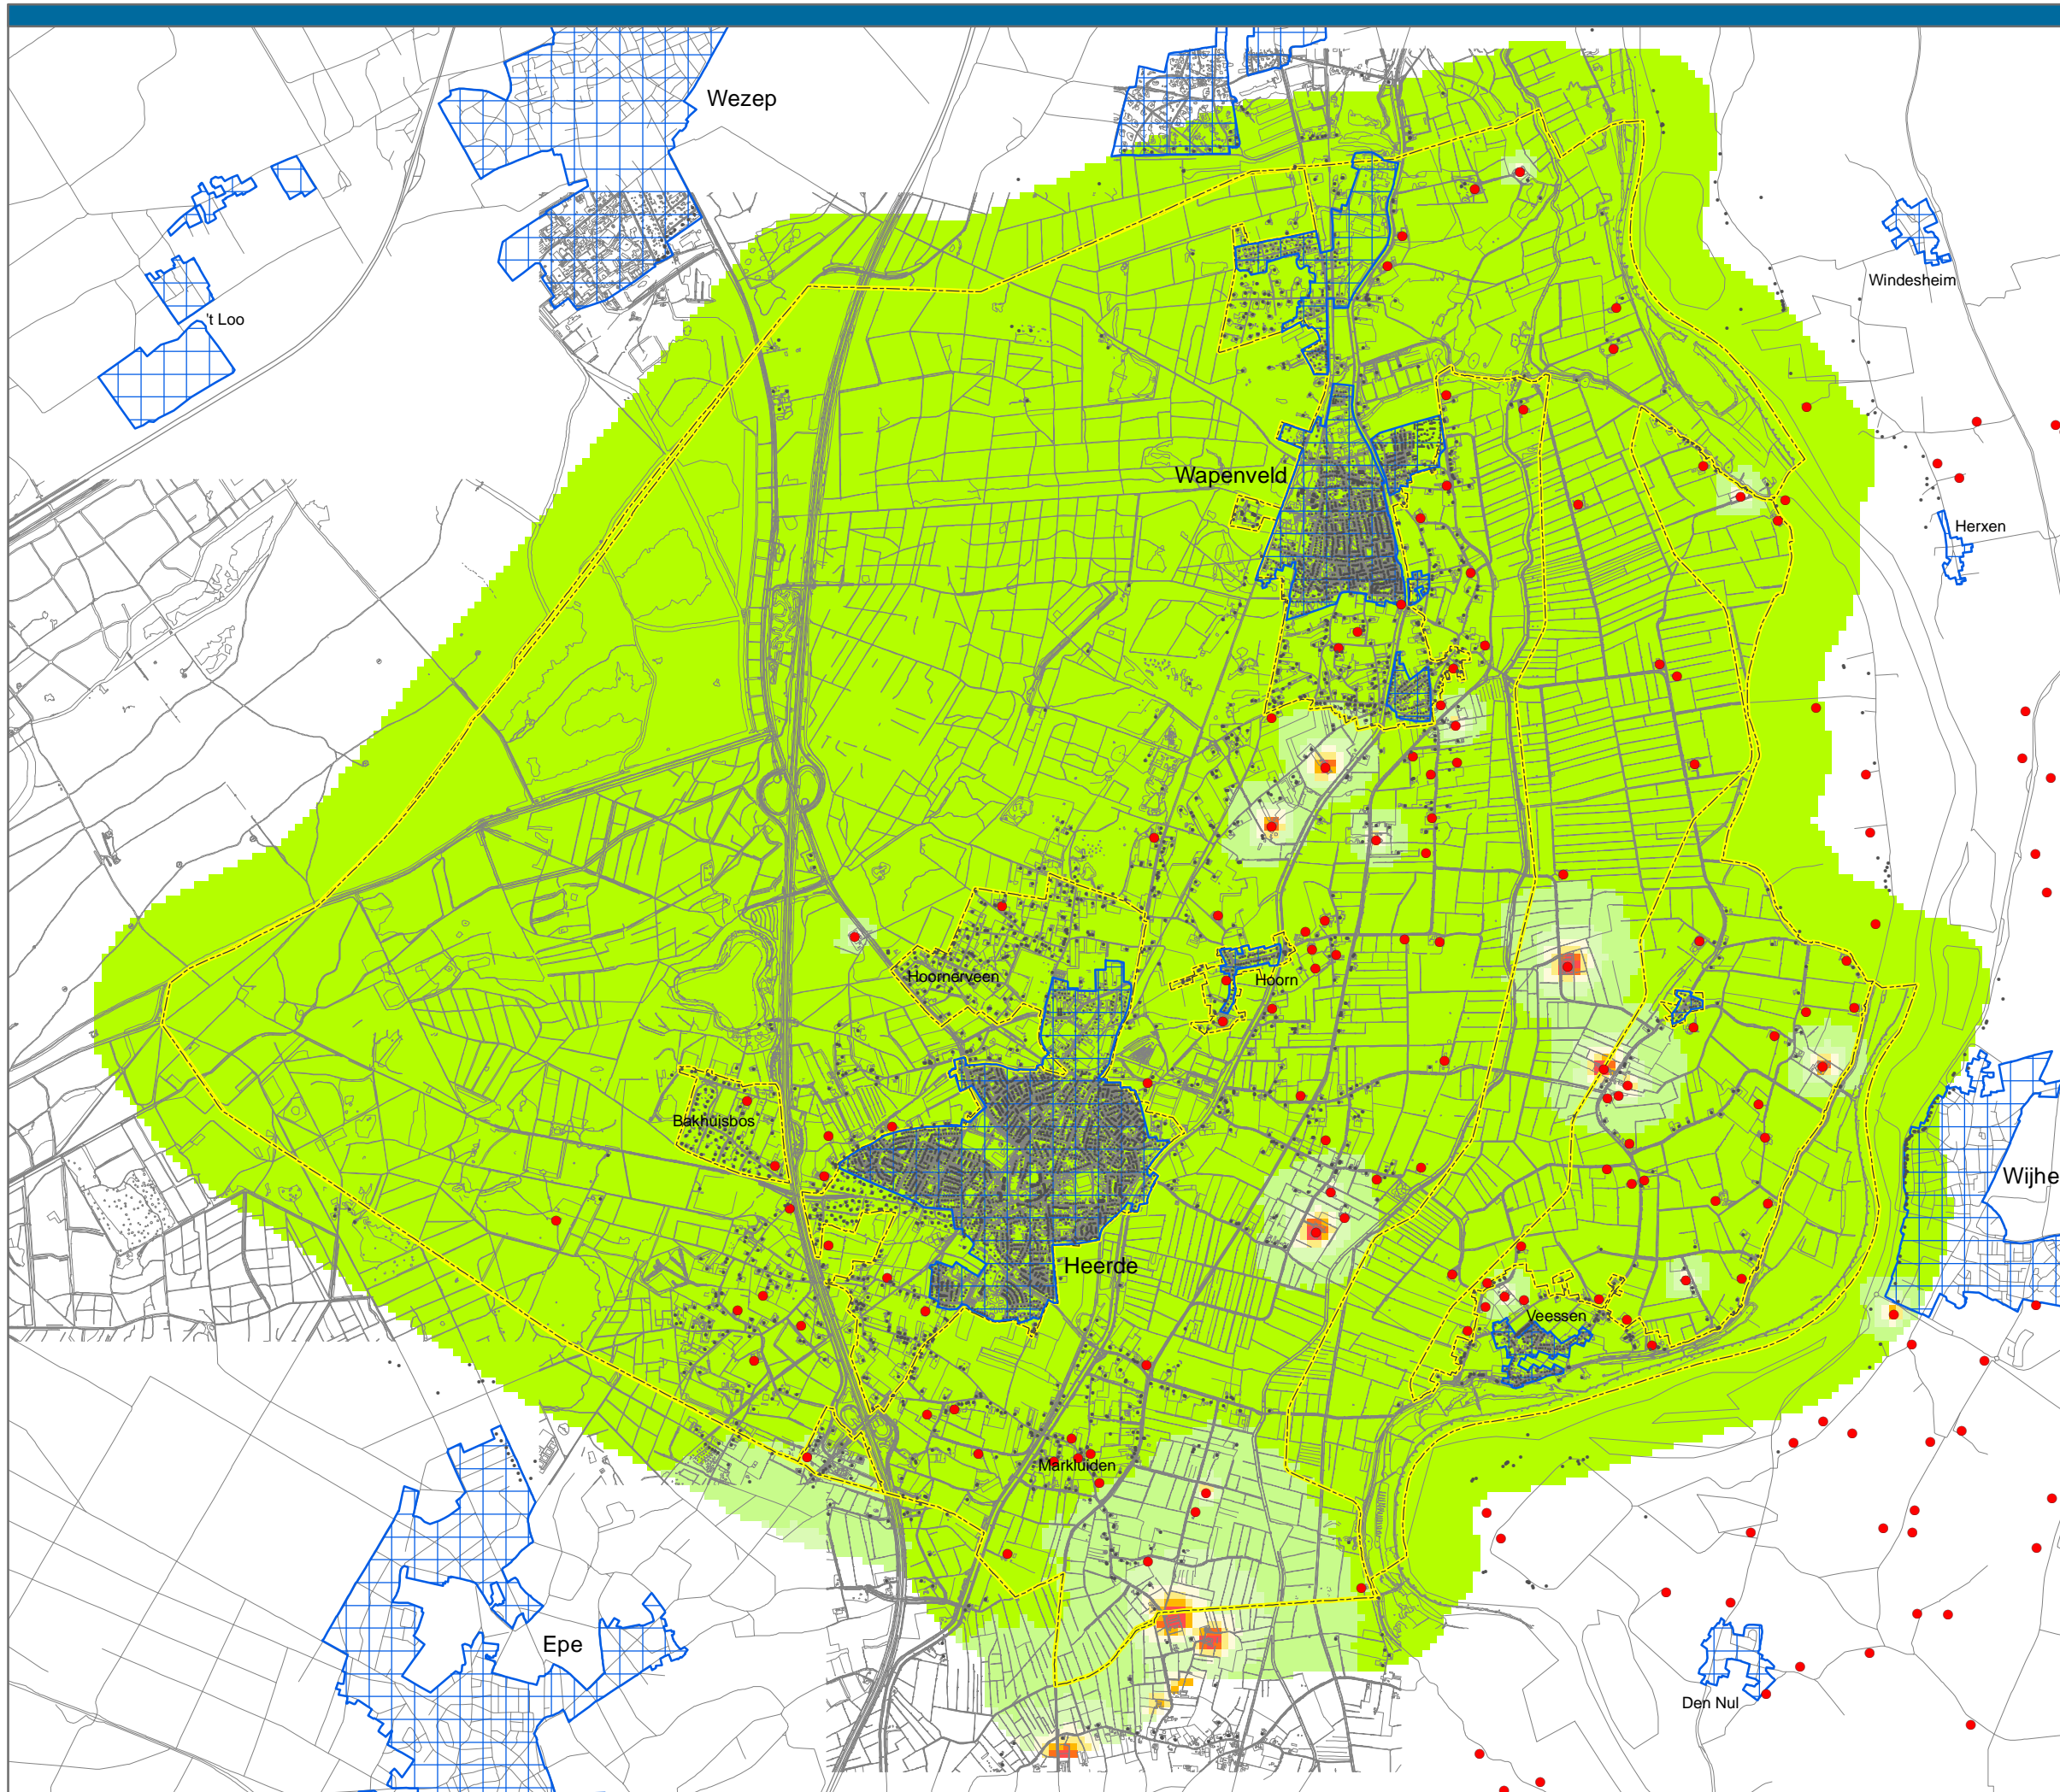 Wezep
Windesheim
't Loo
Wapenveld
Herxen
Hoornerveen
Hoorn
Bakhuisbos
Wijhe
Heerde
Veessen
Markluiden
Epe
Den Nul